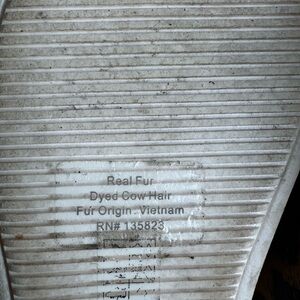 Real Fur
Dyed Cow Hair
Fur Origin: Vietnam
RN# 135823